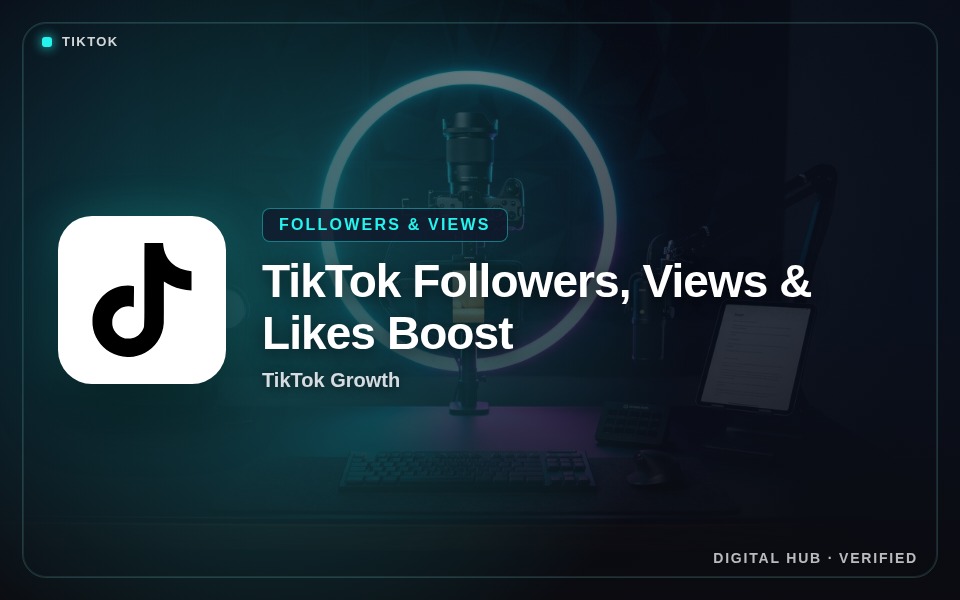 TIKTOK
FOLLOWERS & VIEWS
TikTok Followers, Views &
Likes Boost
TikTok Growth
DIGITAL HUB · VERIFIED